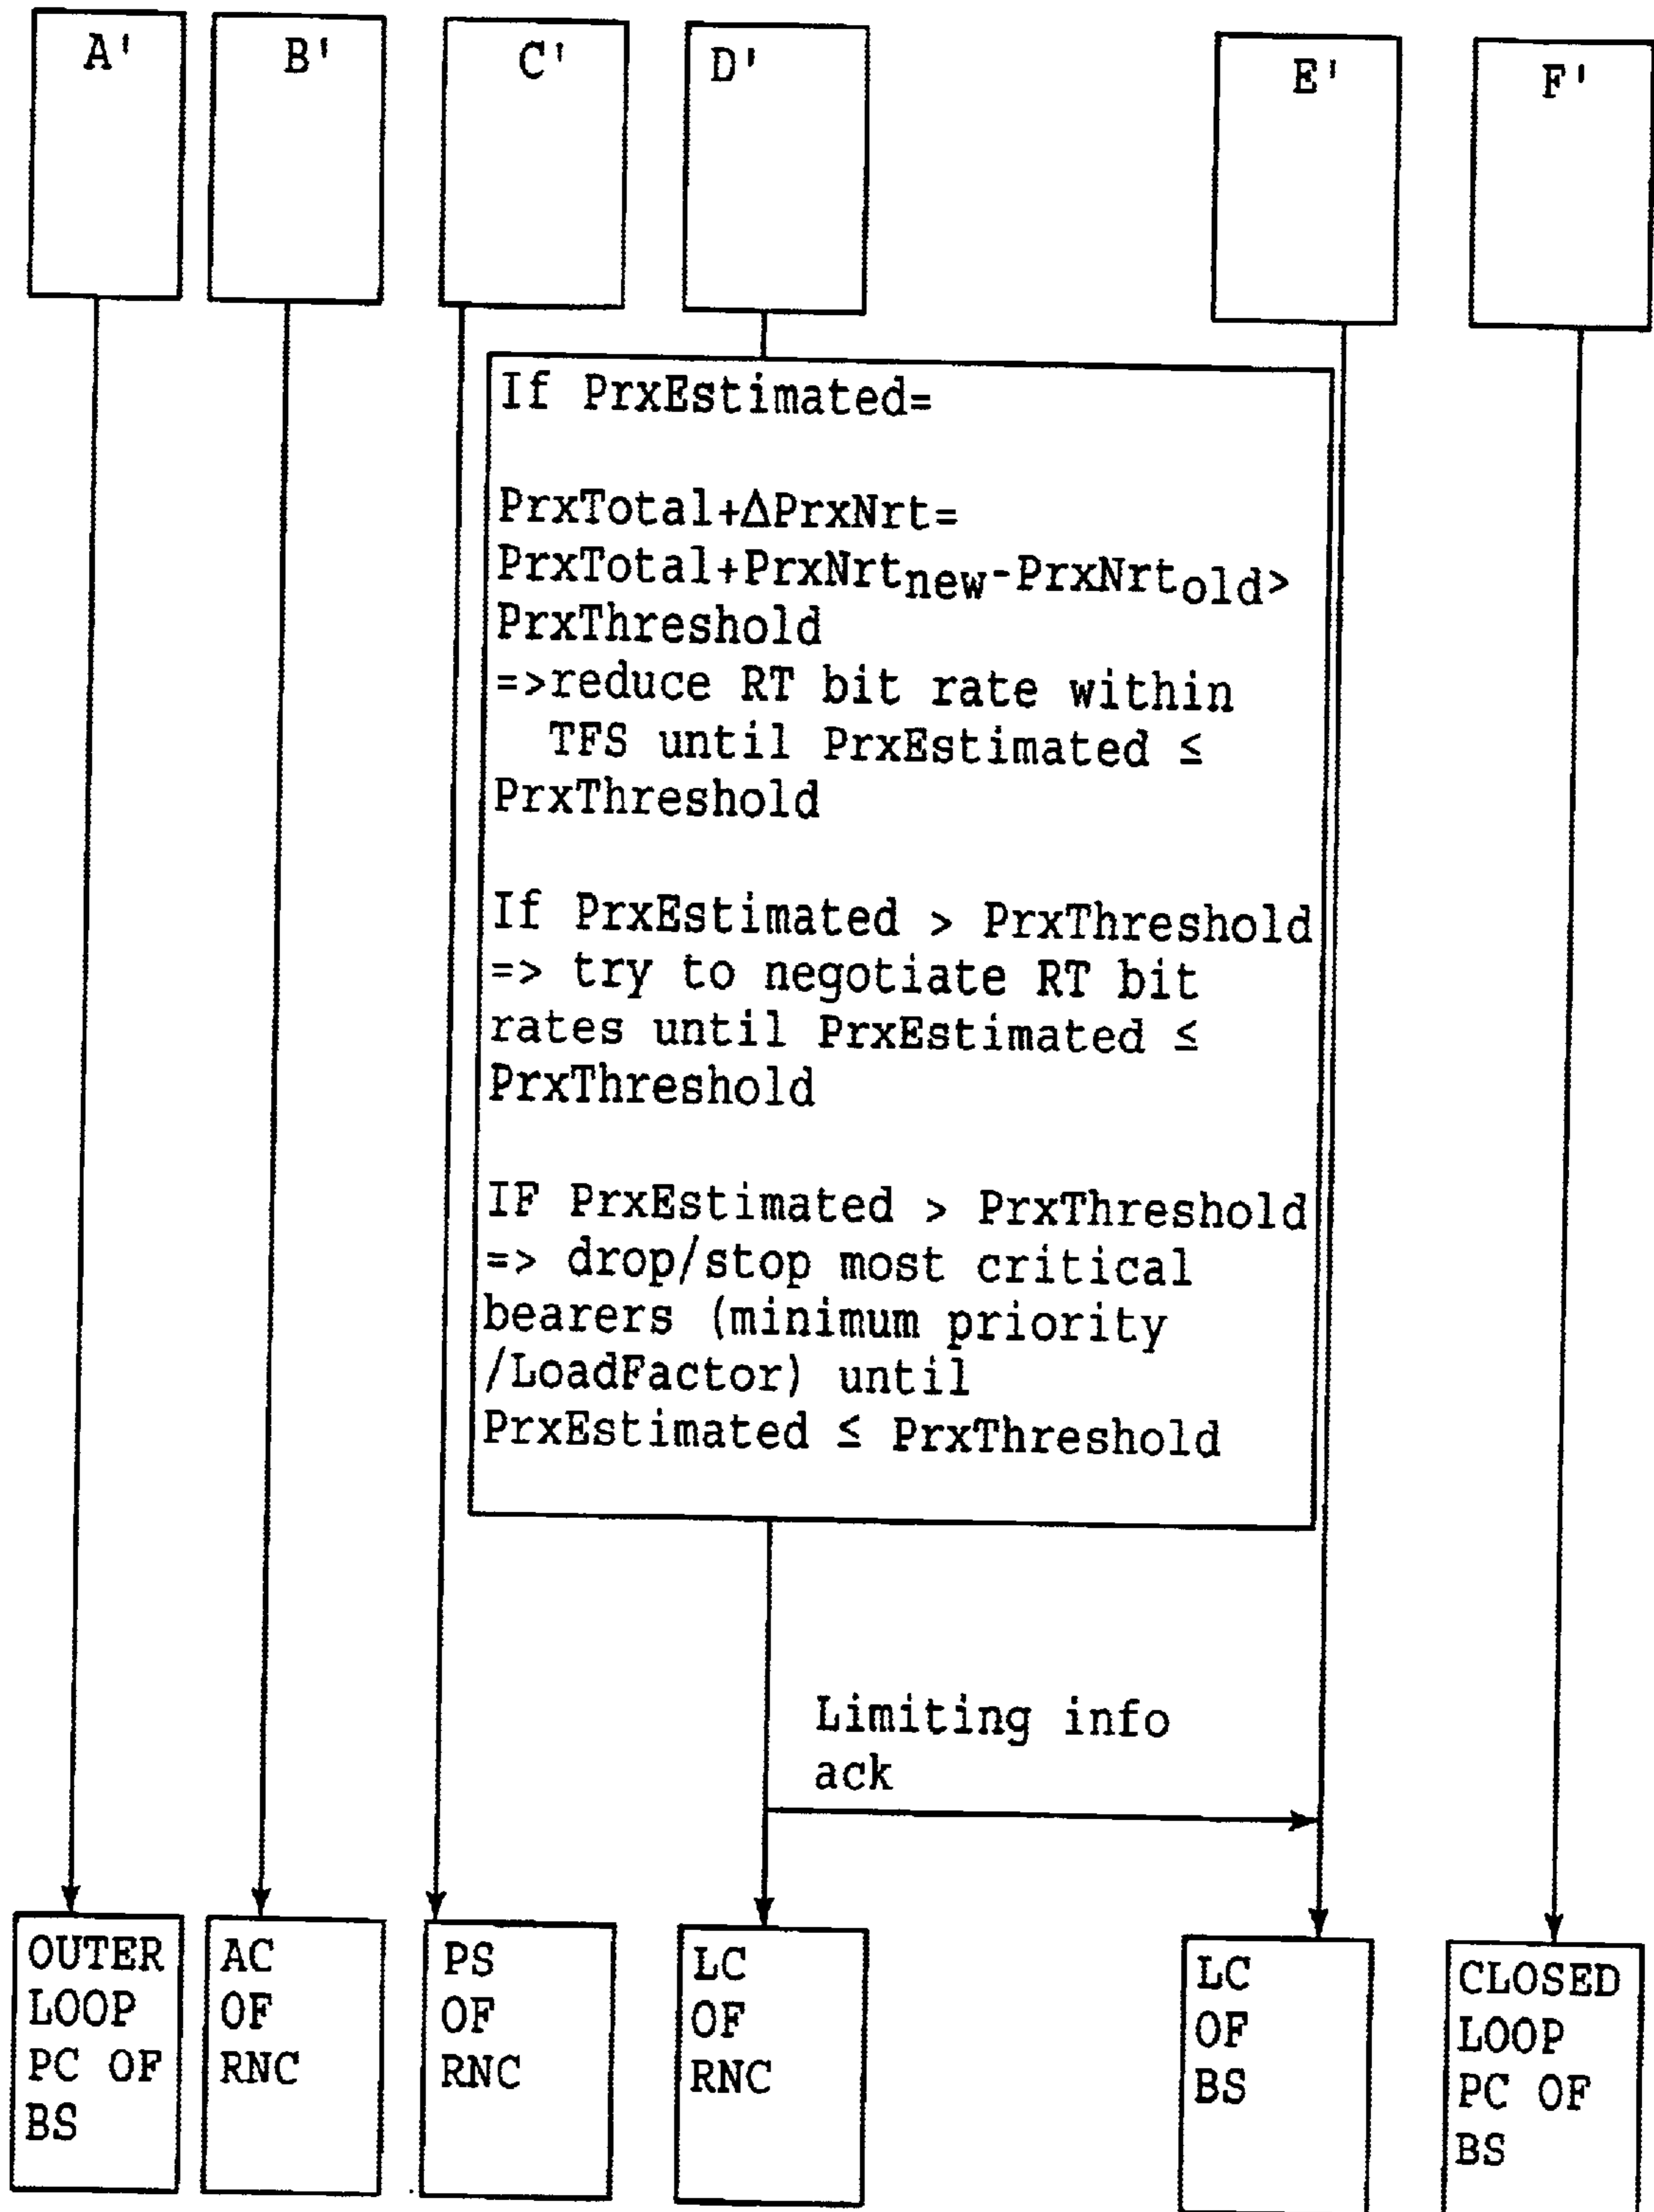 A'
B'
C'
D'
E'
F'
If PrxEstimated=
PrxTotal+ΔPrxNrt=
PrxTotal+PrxNrtnew-PrxNrtold>
PrxThreshold
=>reduce RT bit rate within
TFS until PrxEstimated ≤
PrxThreshold
If PrxEstimated > PrxThreshold
=> try to negotiate RT bit
rates until PrxEstimated ≤
PrxThreshold
IF PrxEstimated > PrxThreshold
=> drop/stop most critical
bearers (minimum priority
/LoadFactor) until
PrxEstimated ≤ PrxThreshold
Limiting info
ack
OUTER
LOOP
PC OF
BS
AC
OF
RNC
PS
OF
RNC
LC
OF
RNC
LC
OF
BS
CLOSED
LOOP
PC OF
BS